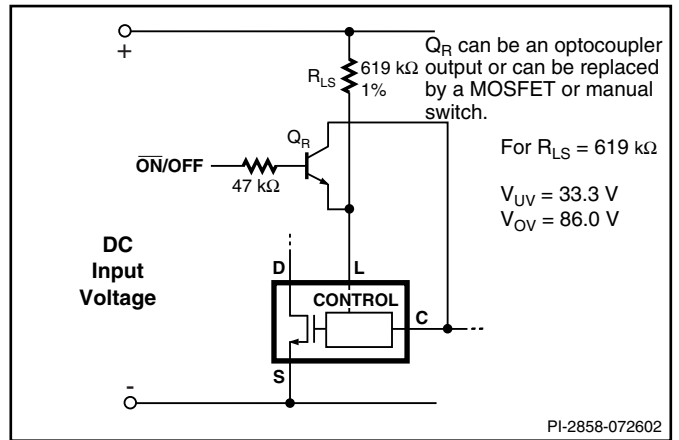 +
R_LS
619 kΩ
1%
Q_R can be an optocoupler
output or can be replaced
by a MOSFET or manual
switch.
Q_R
O̅N̅/OFF
47 kΩ
For R_LS = 619 kΩ
V_UV = 33.3 V
V_OV = 86.0 V
DC
Input
Voltage
D
L
CONTROL
C
S
-
PI-2858-072602